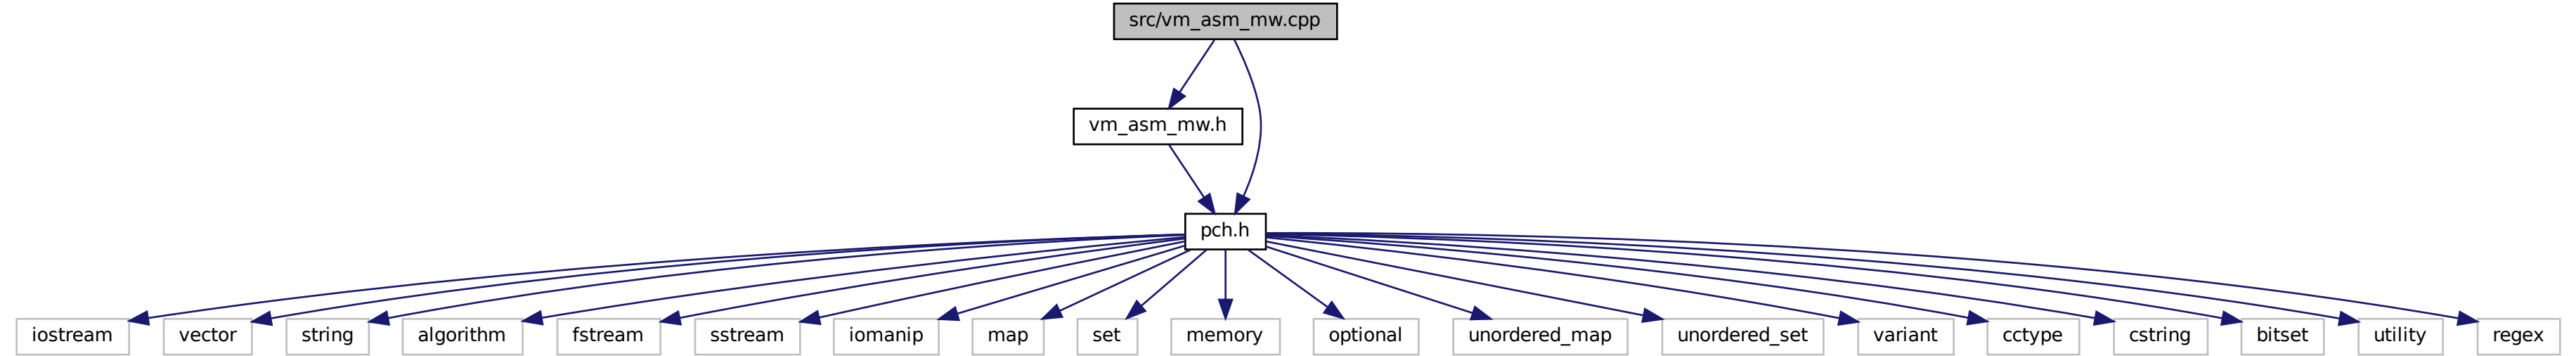 src/vm_asm_mw.cpp
vm_asm_mw.h
pch.h
iostream
vector
string
algorithm
fstream
sstream
iomanip
map
set
memory
optional
unordered_map
unordered_set
variant
cctype
cstring
bitset
utility
regex